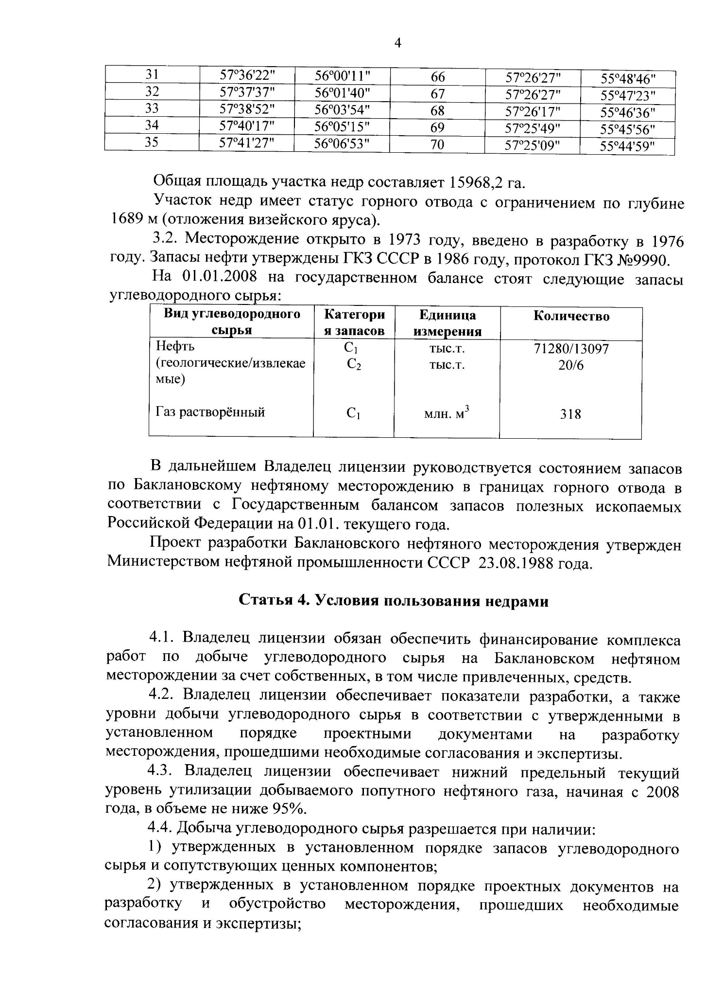 4
31 57°36'22" 56°00'11" 66 57°26'27" 55°48'46"
32 57°37'37" 56°01'40" 67 57°26'27" 55°47'23"
33 57°38'52" 56°03'54" 68 57°26'17" 55°46'36"
34 57°40'17" 56°05'15" 69 57°25'49" 55°45'56"
35 57°41'27" 56°06'53" 70 57°25'09" 55°44'59"
Общая площадь участка недр составляет 15968,2 га.
Участок недр имеет статус горного отвода с ограничением по глубине
1689 м (отложения визейского яруса).
3.2. Месторождение открыто в 1973 году, введено в разработку в 1976
году. Запасы нефти утверждены ГКЗ СССР в 1986 году, протокол ГКЗ №9990.
На 01.01.2008 на государственном балансе стоят следующие запасы
углеводородного сырья:
Вид углеводородного Категори Единица Количество
сырья я запасов измерения
Нефть C₁ тыс.т. 71280/13097
(геологические/извлекае C₂ тыс.т. 20/6
мые)
Газ растворённый C₁ млн. м³ 318
В дальнейшем Владелец лицензии руководствуется состоянием запасов
по Баклановскому нефтяному месторождению в границах горного отвода в
соответствии с Государственным балансом запасов полезных ископаемых
Российской Федерации на 01.01. текущего года.
Проект разработки Баклановского нефтяного месторождения утвержден
Министерством нефтяной промышленности СССР 23.08.1988 года.
Статья 4. Условия пользования недрами
4.1. Владелец лицензии обязан обеспечить финансирование комплекса
работ по добыче углеводородного сырья на Баклановском нефтяном
месторождении за счет собственных, в том числе привлеченных, средств.
4.2. Владелец лицензии обеспечивает показатели разработки, а также
уровни добычи углеводородного сырья в соответствии с утвержденными в
установленном порядке проектными документами на разработку
месторождения, прошедшими необходимые согласования и экспертизы.
4.3. Владелец лицензии обеспечивает нижний предельный текущий
уровень утилизации добываемого попутного нефтяного газа, начиная с 2008
года, в объеме не ниже 95%.
4.4. Добыча углеводородного сырья разрешается при наличии:
1) утвержденных в установленном порядке запасов углеводородного
сырья и сопутствующих ценных компонентов;
2) утвержденных в установленном порядке проектных документов на
разработку и обустройство месторождения, прошедших необходимые
согласования и экспертизы;